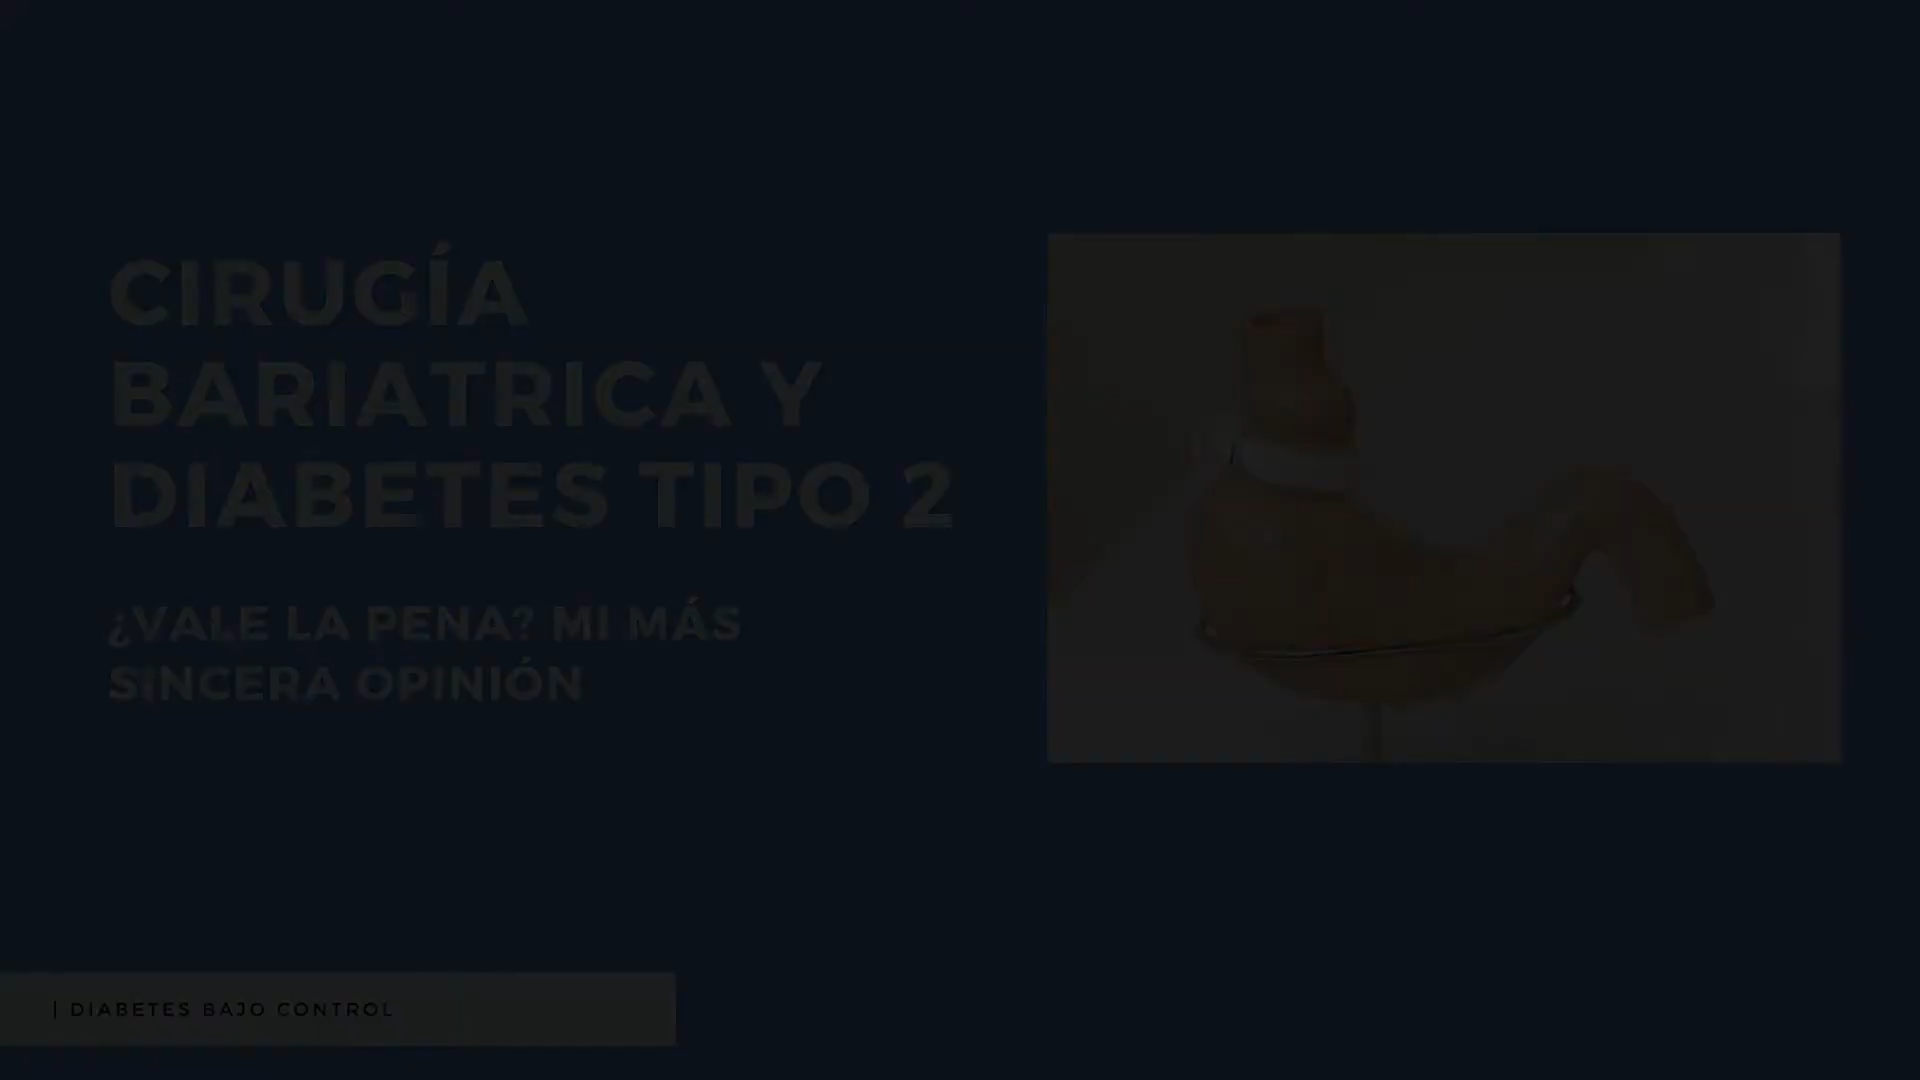 CIRUGÍA
BARIATRICA Y
DIABETES TIPO 2
¿VALE LA PENA? MI MÁS
SINCERA OPINIÓN
| DIABETES BAJO CONTROL